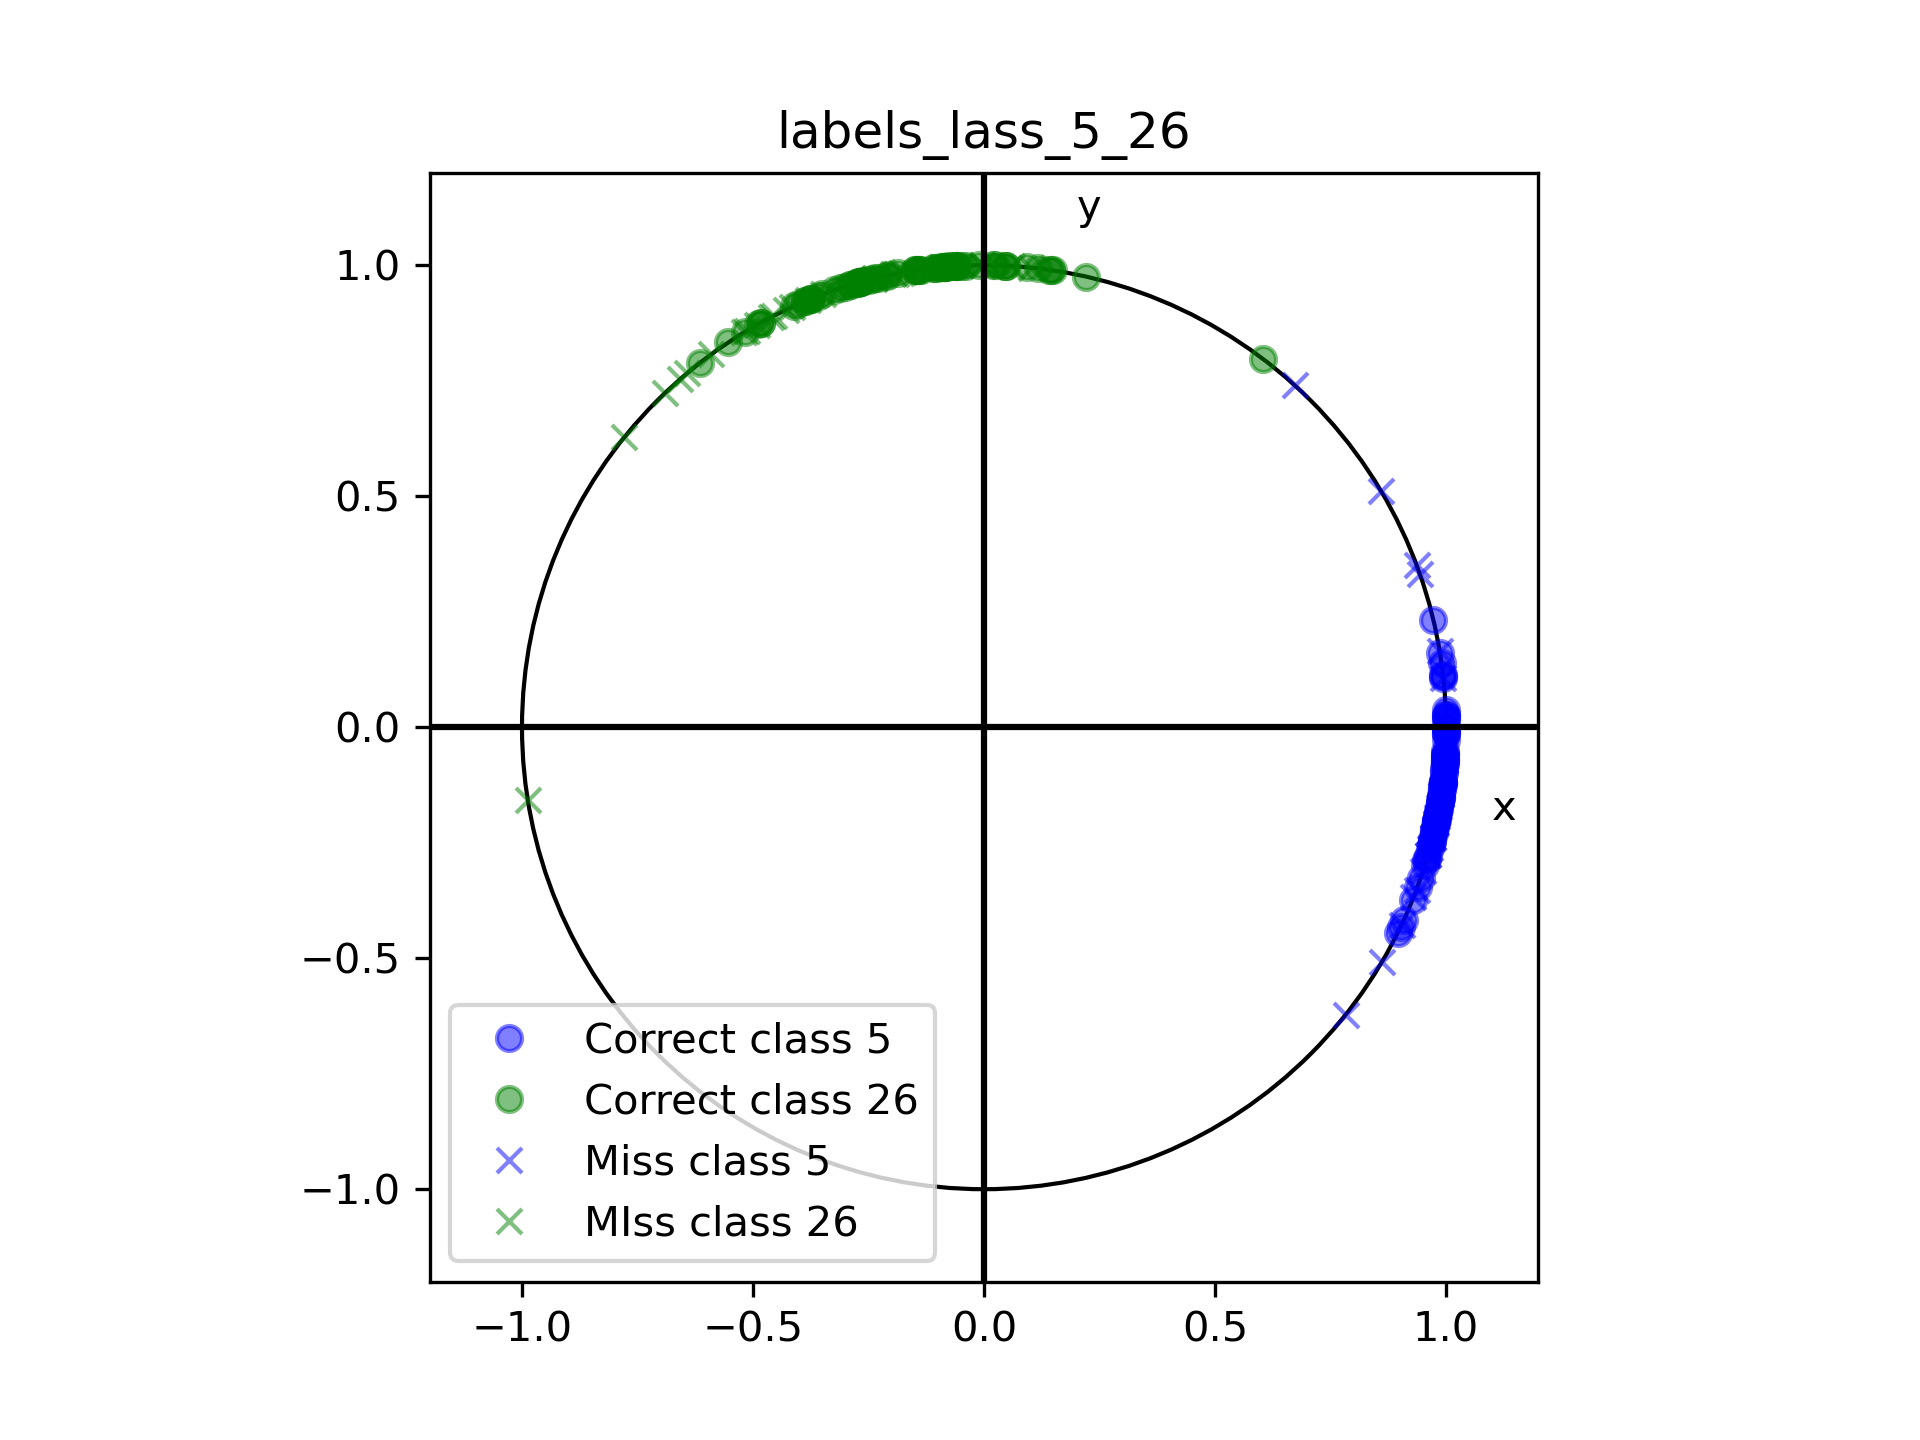 labels_lass_5_26
y
1.0
0.5
0.0
x
−0.5
−1.0
Correct class 5
Correct class 26
Miss class 5
MIss class 26
−1.0 −0.5 0.0 0.5 1.0